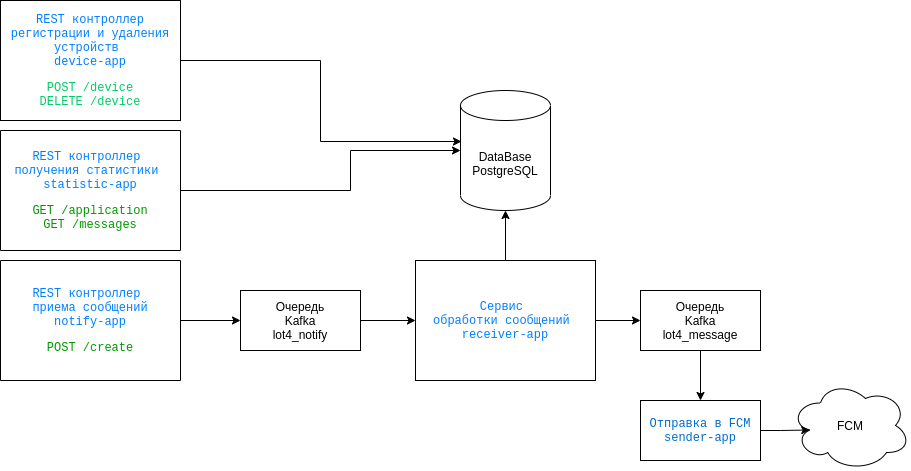 REST контроллер
регистрации и удаления
устройств
device-app
POST /device
DELETE /device
REST контроллер
получения статистики
statistic-app
GET /application
GET /messages
DataBase
PostgreSQL
REST контроллер
приема сообщений
notify-app
POST /create
Очередь
Kafka
lot4_notify
Сервис
обработки сообщений
receiver-app
Очередь
Kafka
lot4_message
Отправка в FCM
sender-app
FCM